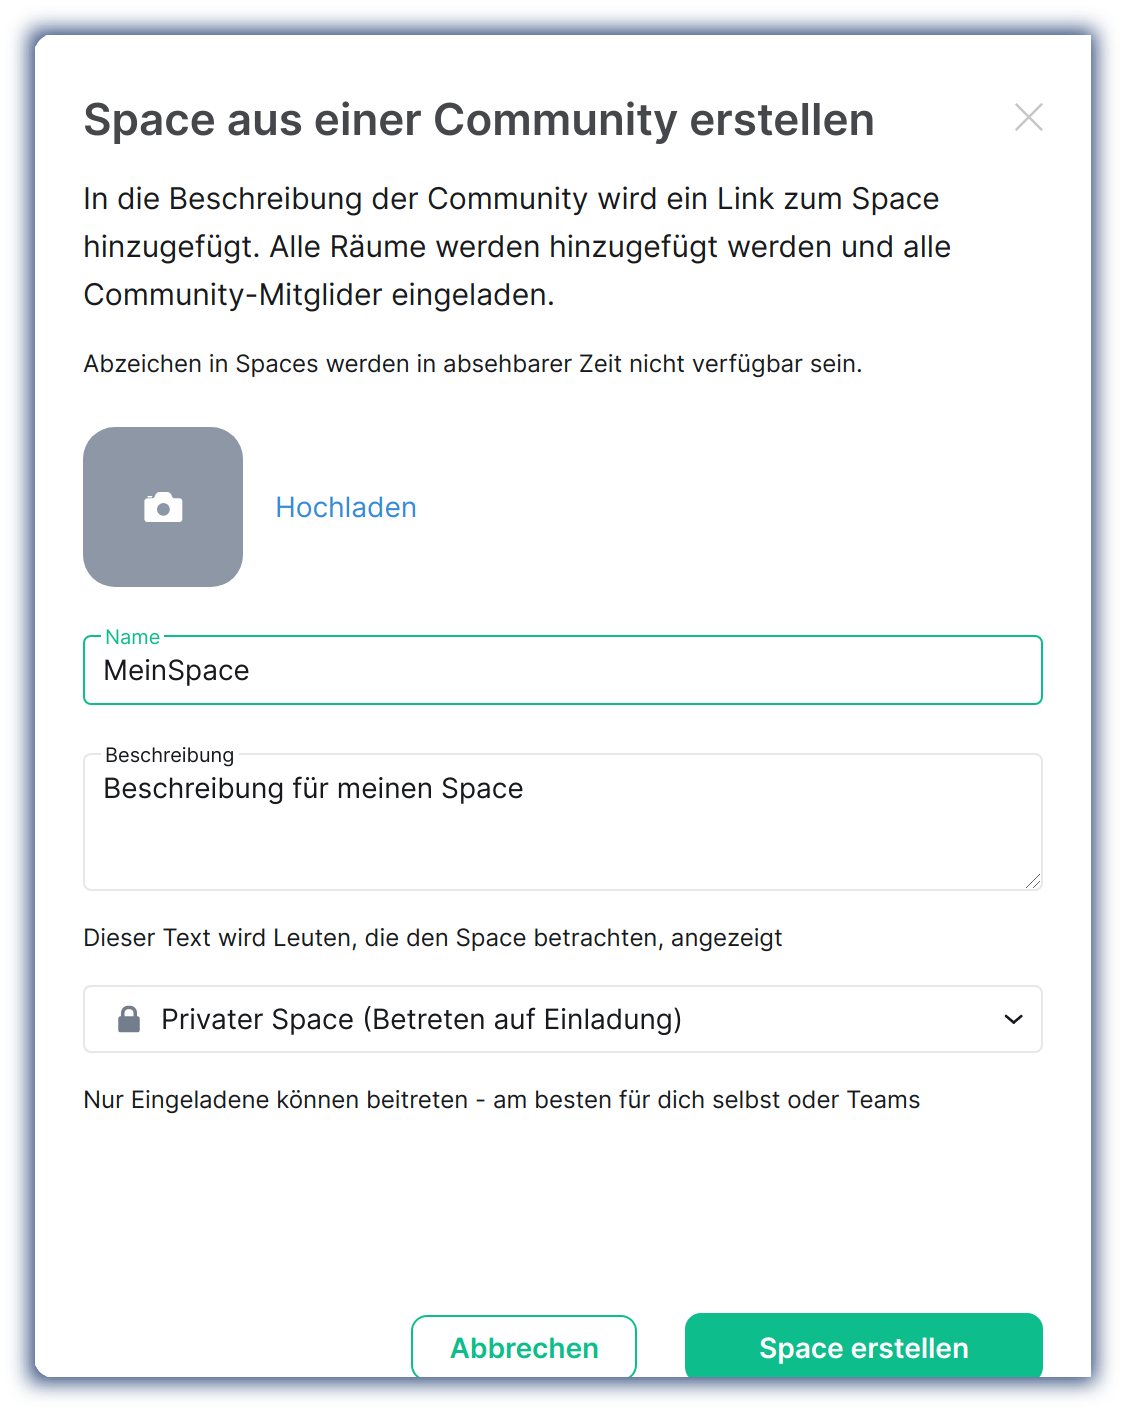 Space aus einer Community erstellen
In die Beschreibung der Community wird ein Link zum Space
hinzugefügt. Alle Räume werden hinzugefügt werden und alle
Community-Mitglider eingeladen.
Abzeichen in Spaces werden in absehbarer Zeit nicht verfügbar sein.
Hochladen
Name
MeinSpace
Beschreibung
Beschreibung für meinen Space
Dieser Text wird Leuten, die den Space betrachten, angezeigt
Privater Space (Betreten auf Einladung)
Nur Eingeladene können beitreten - am besten für dich selbst oder Teams
Abbrechen
Space erstellen